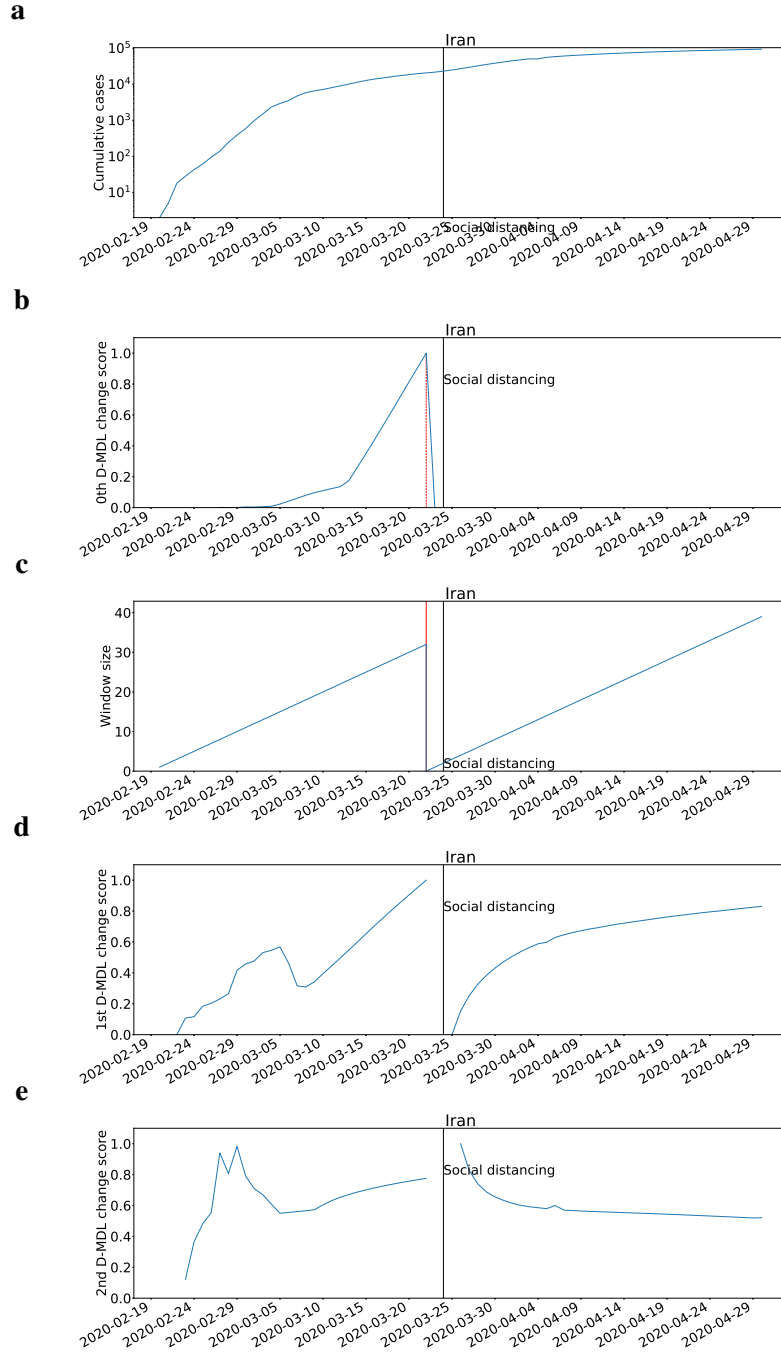 a
Iran
Cumulative cases
10^5
10^4
10^3
10^2
10^1
Social distancing
2020-02-19 2020-02-24 2020-02-29 2020-03-05 2020-03-10 2020-03-15 2020-03-20 2020-03-25 2020-03-30 2020-04-04 2020-04-09 2020-04-14 2020-04-19 2020-04-24 2020-04-29
b
Iran
0th D-MDL change score
1.0
0.8
0.6
0.4
0.2
0.0
Social distancing
2020-02-19 2020-02-24 2020-02-29 2020-03-05 2020-03-10 2020-03-15 2020-03-20 2020-03-25 2020-03-30 2020-04-04 2020-04-09 2020-04-14 2020-04-19 2020-04-24 2020-04-29
c
Iran
Window size
40
30
20
10
0
Social distancing
2020-02-19 2020-02-24 2020-02-29 2020-03-05 2020-03-10 2020-03-15 2020-03-20 2020-03-25 2020-03-30 2020-04-04 2020-04-09 2020-04-14 2020-04-19 2020-04-24 2020-04-29
d
Iran
1st D-MDL change score
1.0
0.8
0.6
0.4
0.2
0.0
Social distancing
2020-02-19 2020-02-24 2020-02-29 2020-03-05 2020-03-10 2020-03-15 2020-03-20 2020-03-25 2020-03-30 2020-04-04 2020-04-09 2020-04-14 2020-04-19 2020-04-24 2020-04-29
e
Iran
2nd D-MDL change score
1.0
0.8
0.6
0.4
0.2
0.0
Social distancing
2020-02-19 2020-02-24 2020-02-29 2020-03-05 2020-03-10 2020-03-15 2020-03-20 2020-03-25 2020-03-30 2020-04-04 2020-04-09 2020-04-14 2020-04-19 2020-04-24 2020-04-29